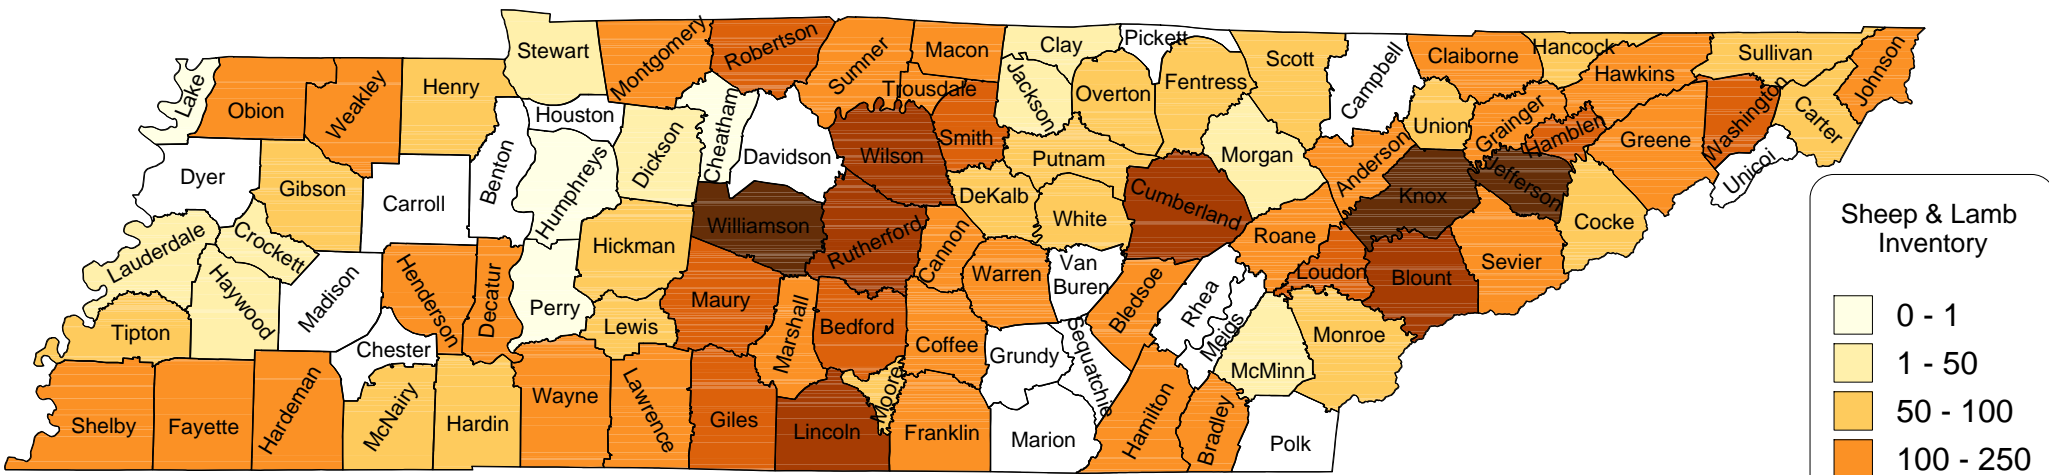 Stewart
Montgomery
Robertson
Sumner
Macon
Clay
Pickett
Scott
Campbell
Claiborne
Hancock
Hawkins
Sullivan
Johnson
Lake
Obion
Weakley
Henry
Houston
Dickson
Cheatham
Davidson
Trousdale
Smith
Wilson
Jackson
Overton
Fentress
Morgan
Anderson
Union
Grainger
Hamblen
Greene
Washington
Carter
Unicoi
Dyer
Gibson
Carroll
Benton
Humphreys
Williamson
Rutherford
Cannon
DeKalb
Putnam
White
Cumberland
Roane
Knox
Jefferson
Cocke
Sevier
Blount
Loudon
Lauderdale
Crockett
Haywood
Madison
Henderson
Decatur
Perry
Hickman
Lewis
Maury
Marshall
Bedford
Coffee
Warren
Van
Buren
Bledsoe
Rhea
Meigs
McMinn
Monroe
Tipton
Chester
Shelby
Fayette
Hardeman
McNairy
Hardin
Wayne
Lawrence
Giles
Lincoln
Moore
Franklin
Grundy
Sequatchie
Marion
Hamilton
Bradley
Polk
Sheep & Lamb
Inventory
0 - 1
1 - 50
50 - 100
100 - 250